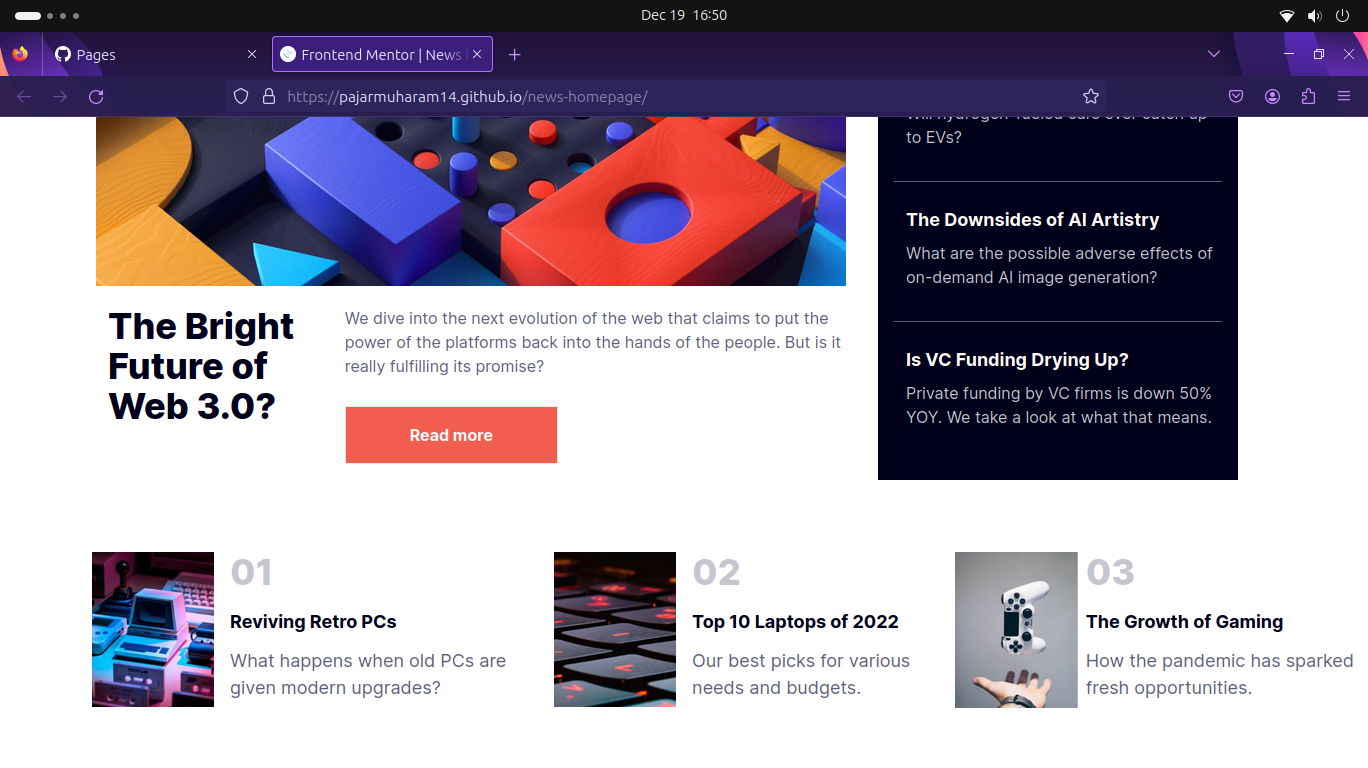 Dec 19 16:50
Pages
Frontend Mentor | News
https://pajarmuharam14.github.io/news-homepage/
Will hydrogen-fueled cars ever catch up
to EVs?
The Downsides of AI Artistry
What are the possible adverse effects of
on-demand AI image generation?
Is VC Funding Drying Up?
Private funding by VC firms is down 50%
YOY. We take a look at what that means.
The Bright
Future of
Web 3.0?
We dive into the next evolution of the web that claims to put the
power of the platforms back into the hands of the people. But is it
really fulfilling its promise?
Read more
01
Reviving Retro PCs
What happens when old PCs are
given modern upgrades?
02
Top 10 Laptops of 2022
Our best picks for various
needs and budgets.
03
The Growth of Gaming
How the pandemic has sparked
fresh opportunities.